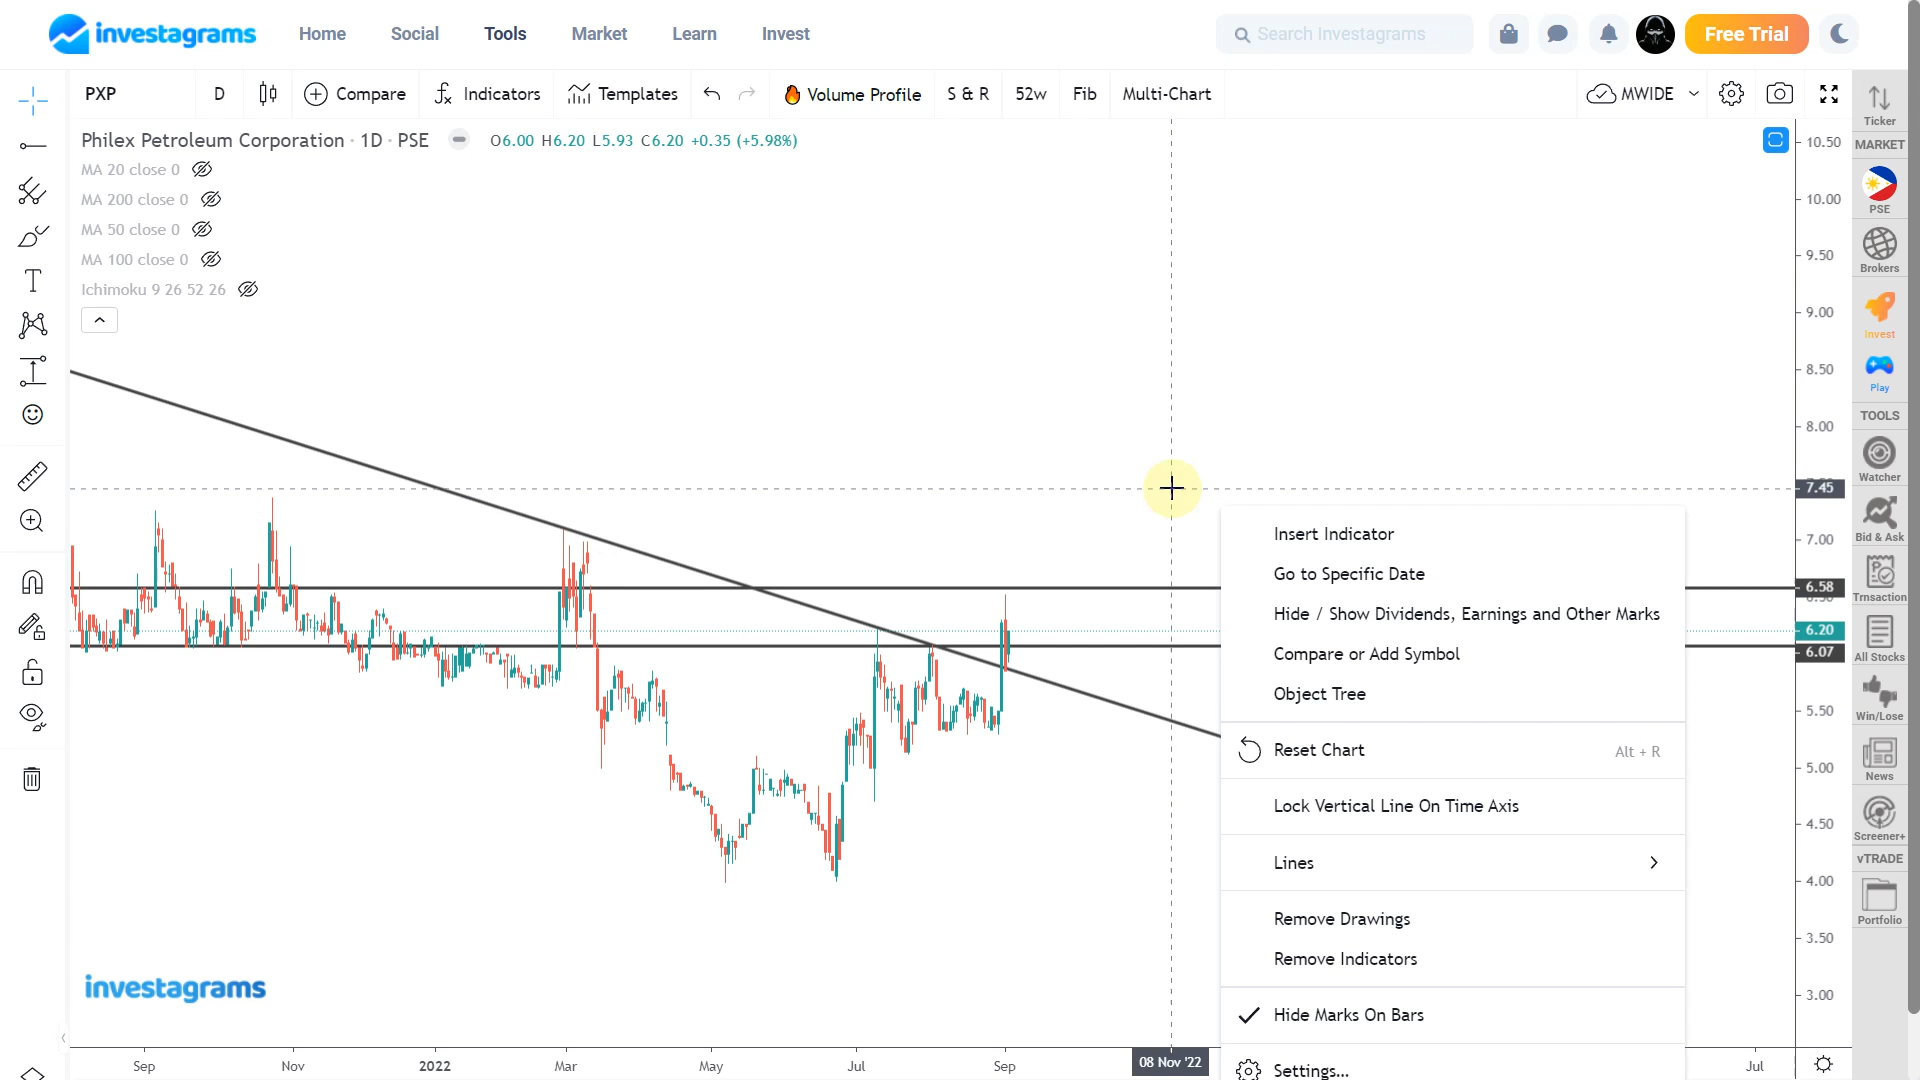 investagrams
Home
Social
Tools
Market
Learn
Invest
Search Investagrams
Free Trial
PXP
D
Compare
Indicators
Templates
Volume Profile
S & R
52w
Fib
Multi-Chart
MWIDE
Ticker
Philex Petroleum Corporation · 1D · PSE
O6.00 H6.20 L5.93 C6.20 +0.35 (+5.98%)
MA 20 close 0
MA 200 close 0
MA 50 close 0
MA 100 close 0
Ichimoku 9 26 52 26
10.50
10.00
9.50
9.00
8.50
8.00
7.45
7.00
6.58
6.20
6.07
5.50
5.00
4.50
4.00
3.50
3.00
MARKET
PSE
Brokers
Invest
Play
TOOLS
Watcher
Bid & Ask
Trnsaction
All Stocks
Win/Lose
News
Screener+
vTRADE
Portfolio
Insert Indicator
Go to Specific Date
Hide / Show Dividends, Earnings and Other Marks
Compare or Add Symbol
Object Tree
Reset Chart Alt + R
Lock Vertical Line On Time Axis
Lines
Remove Drawings
Remove Indicators
Hide Marks On Bars
Settings...
investagrams
Sep
Nov
2022
Mar
May
Jul
Sep
08 Nov '22
Jul